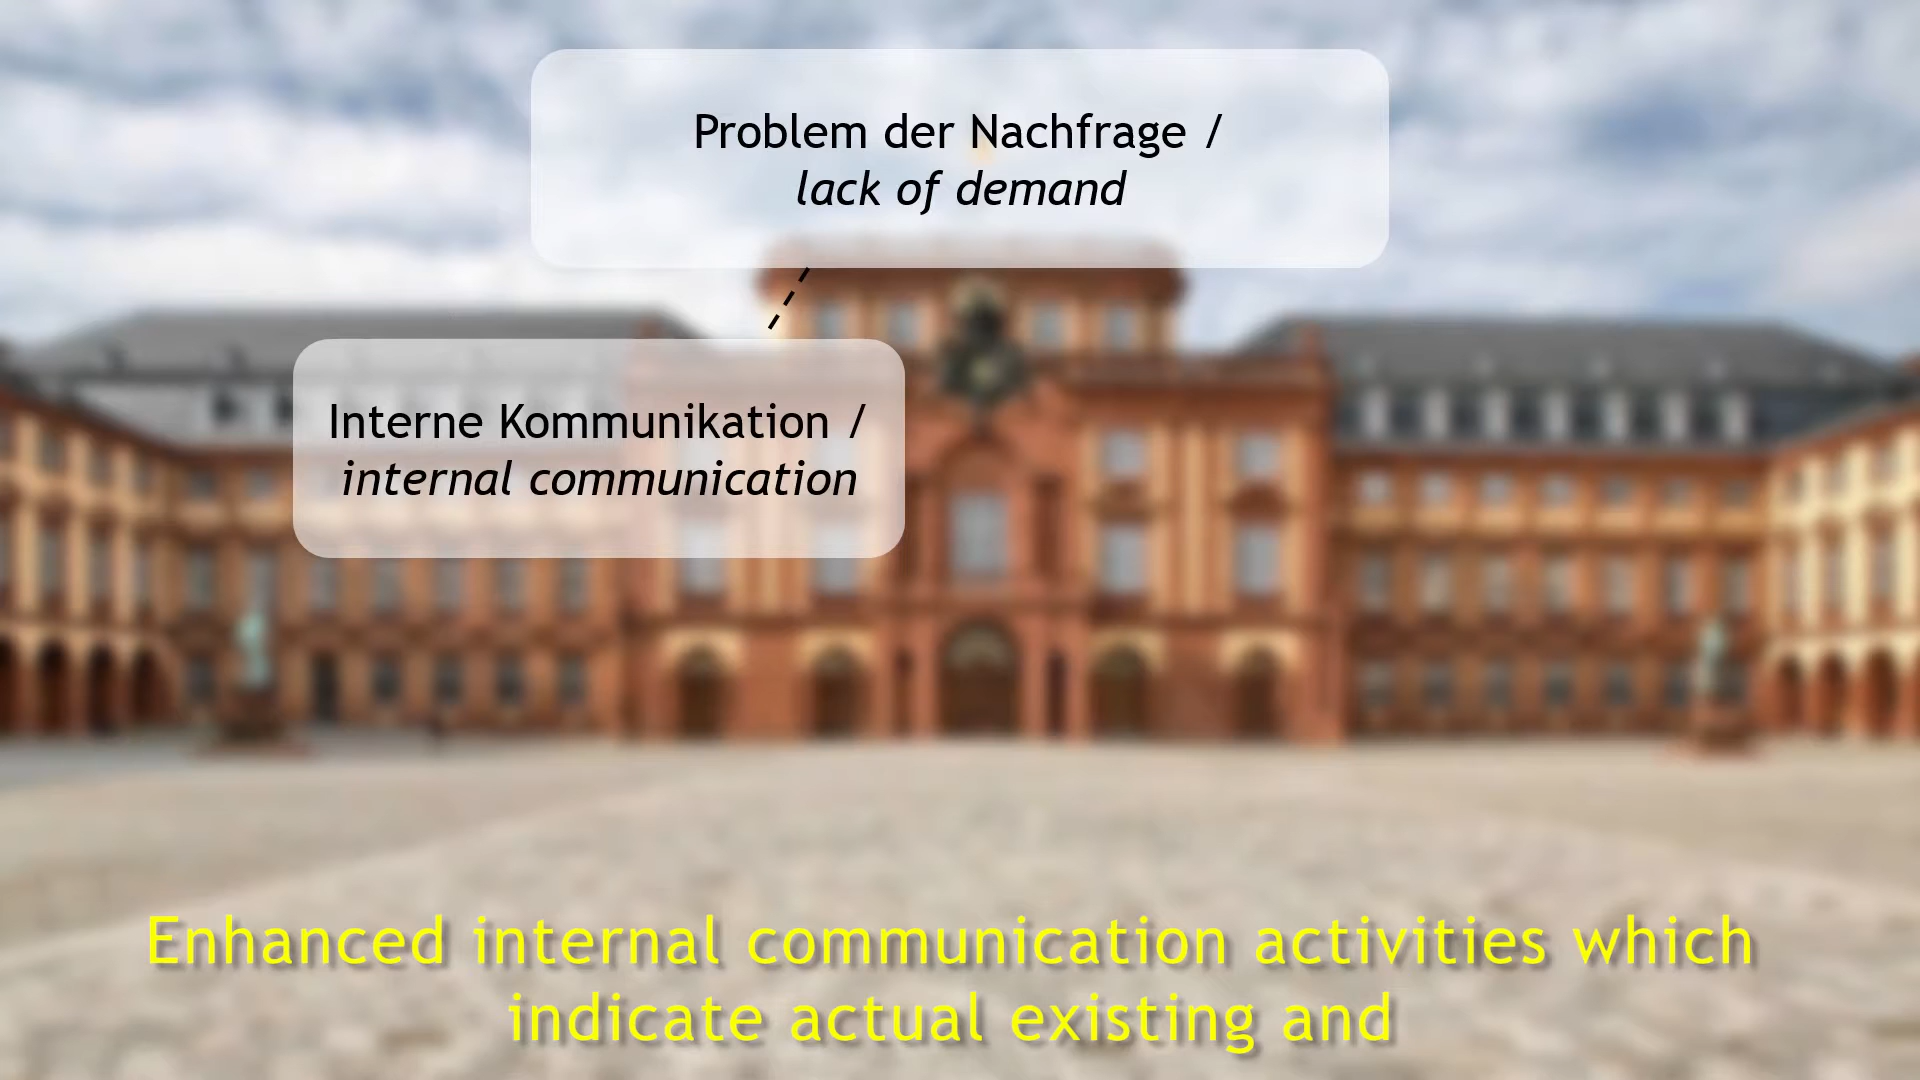 Problem der Nachfrage /
lack of demand
Interne Kommunikation /
internal communication
Enhanced internal communication activities which
indicate actual existing and